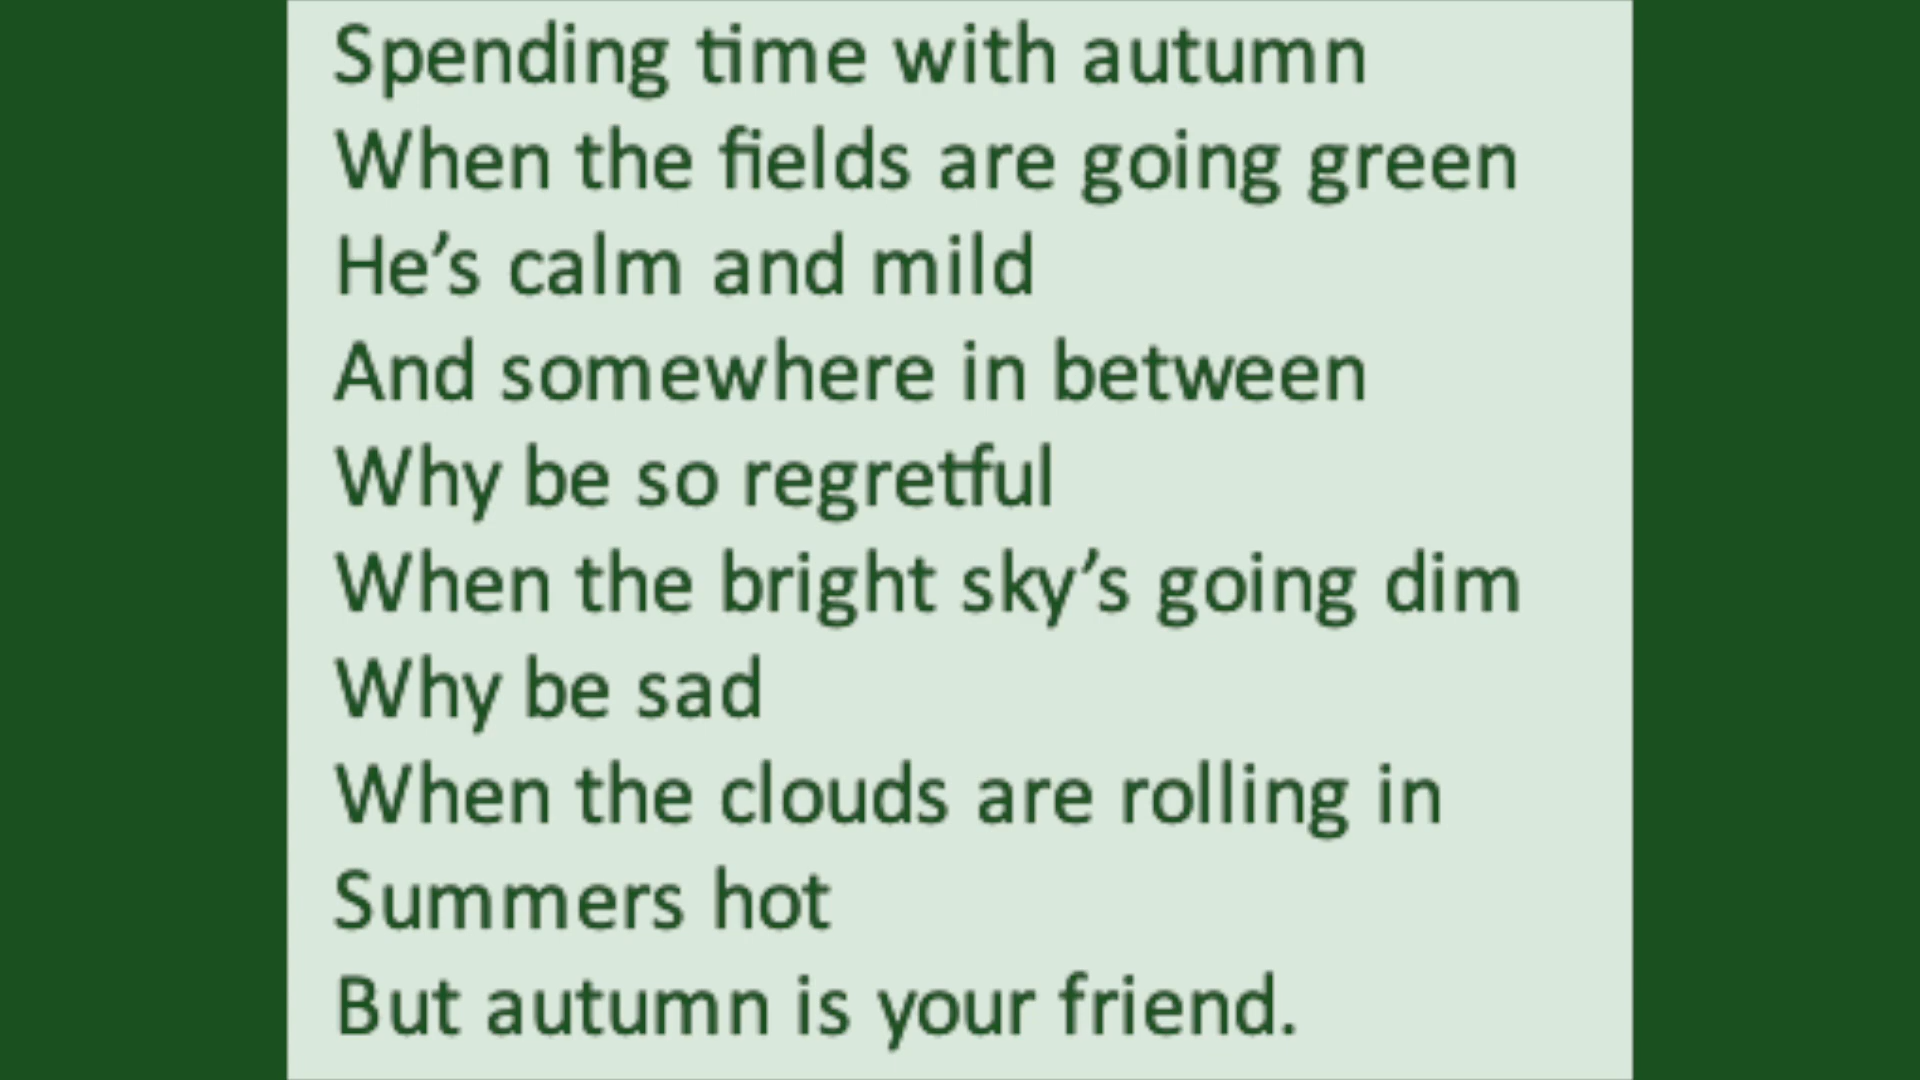 Spending time with autumn
When the fields are going green
He’s calm and mild
And somewhere in between
Why be so regretful
When the bright sky’s going dim
Why be sad
When the clouds are rolling in
Summers hot
But autumn is your friend.